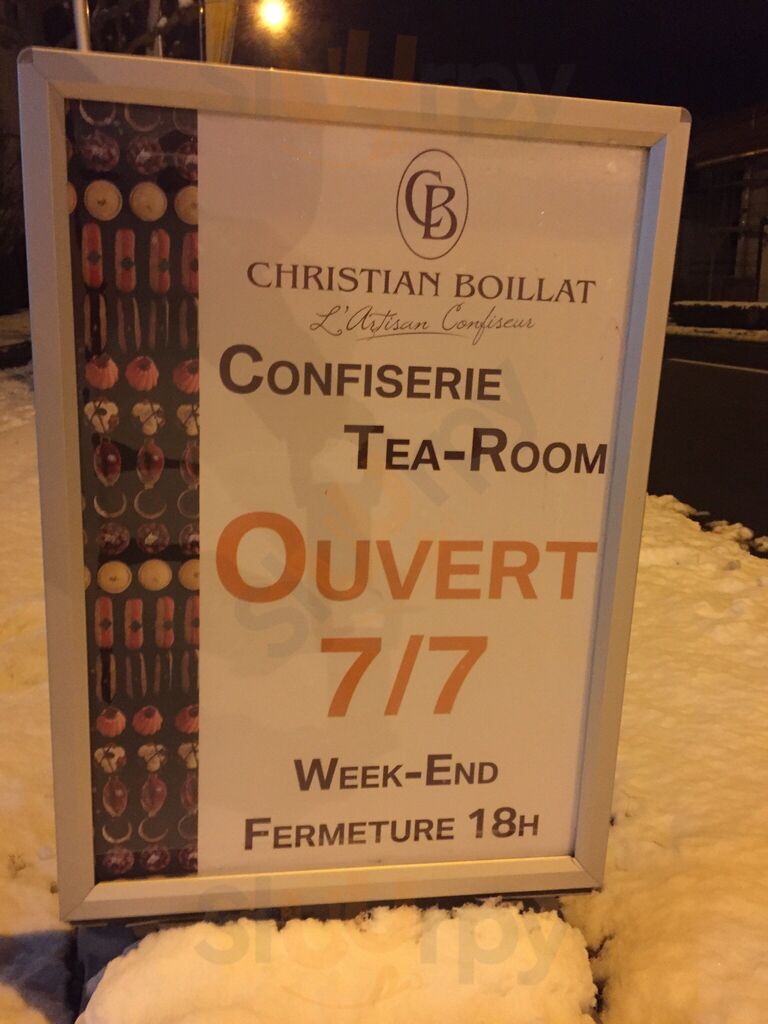 CB
CHRISTIAN BOILLAT
L'Artisan Confiseur
CONFISERIE
TEA-ROOM
OUVERT
7/7
WEEK-END
FERMETURE 18H